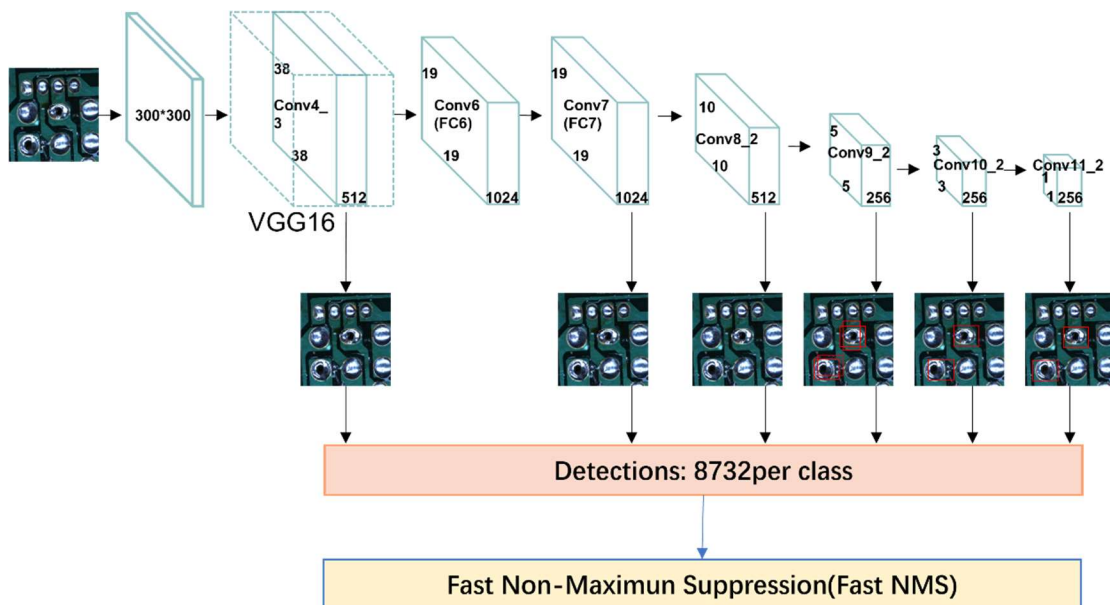 300*300
38
Conv4_
3
38
512
VGG16
19
Conv6
(FC6)
19
1024
19
Conv7
(FC7)
19
1024
10
Conv8_2
10
512
5
Conv9_2
5
256
3
Conv10_2
3
256
Conv11_2
1
1
256
Detections: 8732per class
Fast Non-Maximun Suppression(Fast NMS)